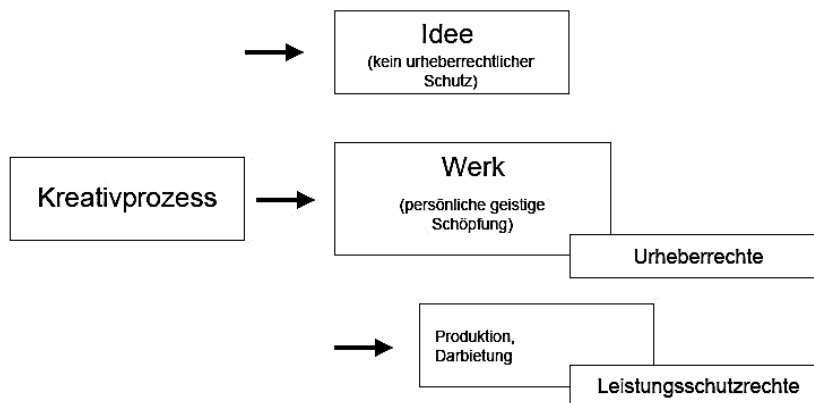 Idee
(kein urheberrechtlicher
Schutz)
Kreativprozess
Werk
(persönliche geistige
Schöpfung)
Urheberrechte
Produktion,
Darbietung
Leistungsschutzrechte